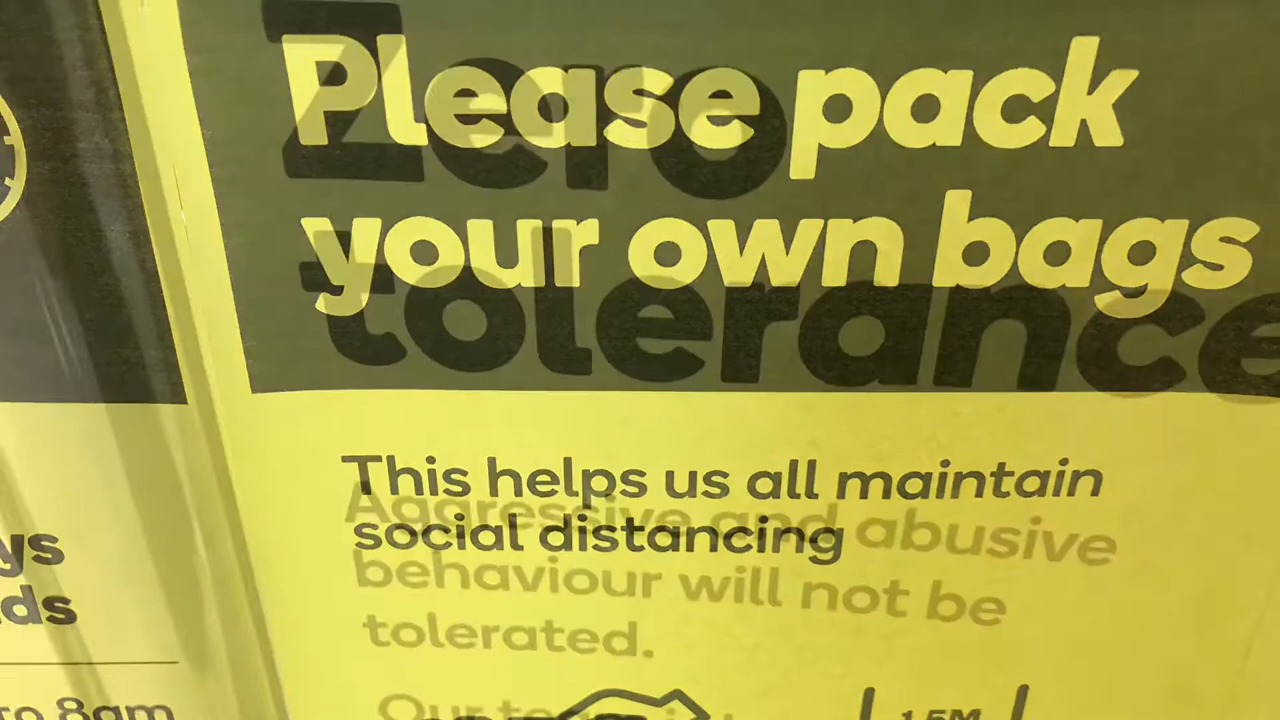 Please pack
your own bags
This helps us all maintain
social distancing
Zero
tolerance
Aggressive and abusive
behaviour will not be
tolerated.
Our
1.5M
ys
ds
to 8am